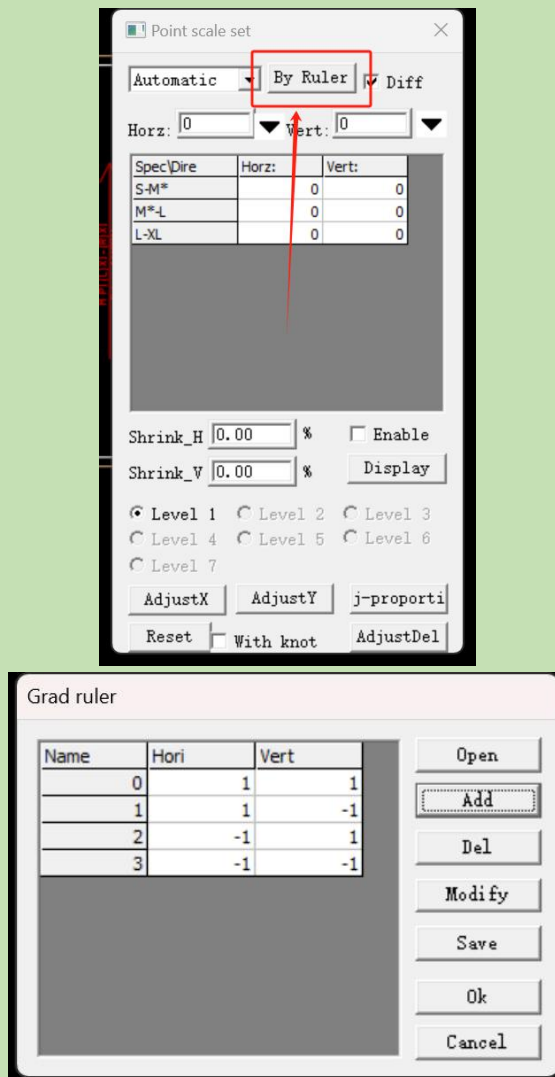 Point scale set
Automatic By Ruler Diff
Horz: 0 Vert: 0
Spec\Dire Horz: Vert:
S-M* 0 0
M*-L 0 0
L-XL 0 0
Shrink_H 0.00 % Enable
Shrink_V 0.00 % Display
Level 1 Level 2 Level 3
Level 4 Level 5 Level 6
Level 7
AdjustX AdjustY j-proporti
Reset With knot AdjustDel
Grad ruler
Name Hori Vert Open
0 1 1
1 1 -1 Add
2 -1 1 Del
3 -1 -1
Modify
Save
Ok
Cancel